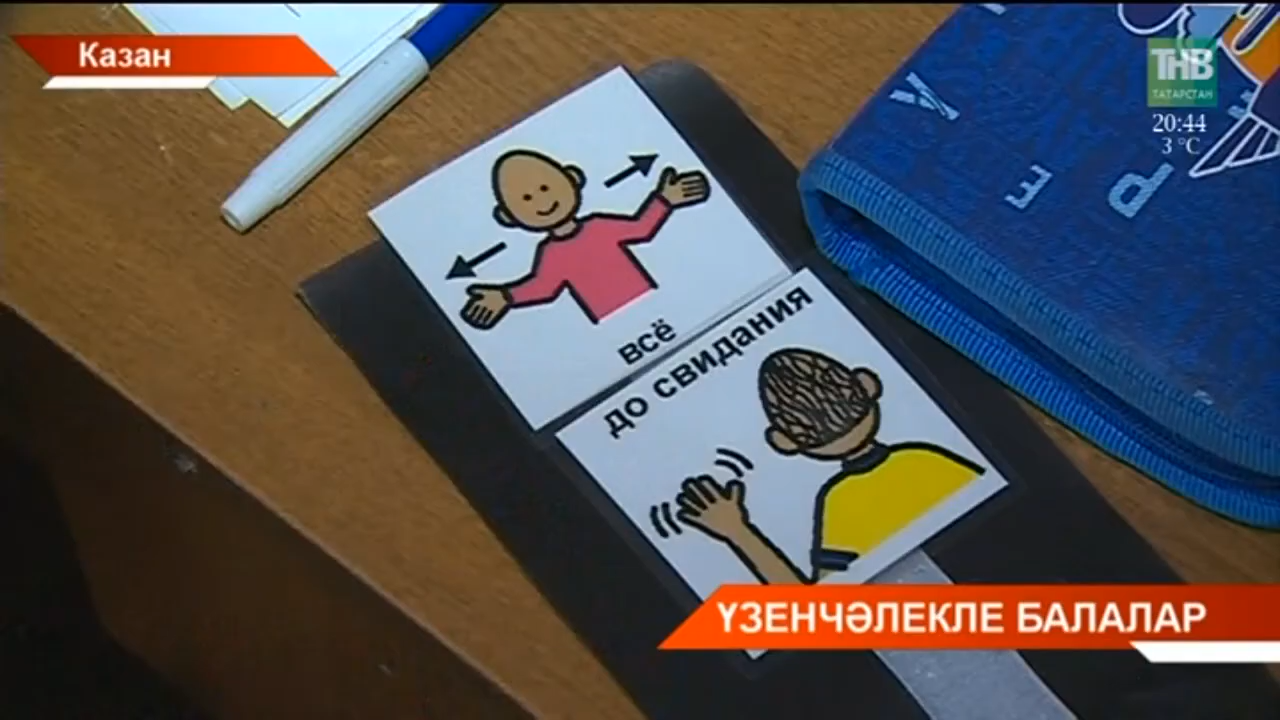 Казан
ТНВ
ТАТАРСТАН
20:44
3 °C
всё
до свидания
ҮЗЕНЧӘЛЕКЛЕ БАЛАЛАР